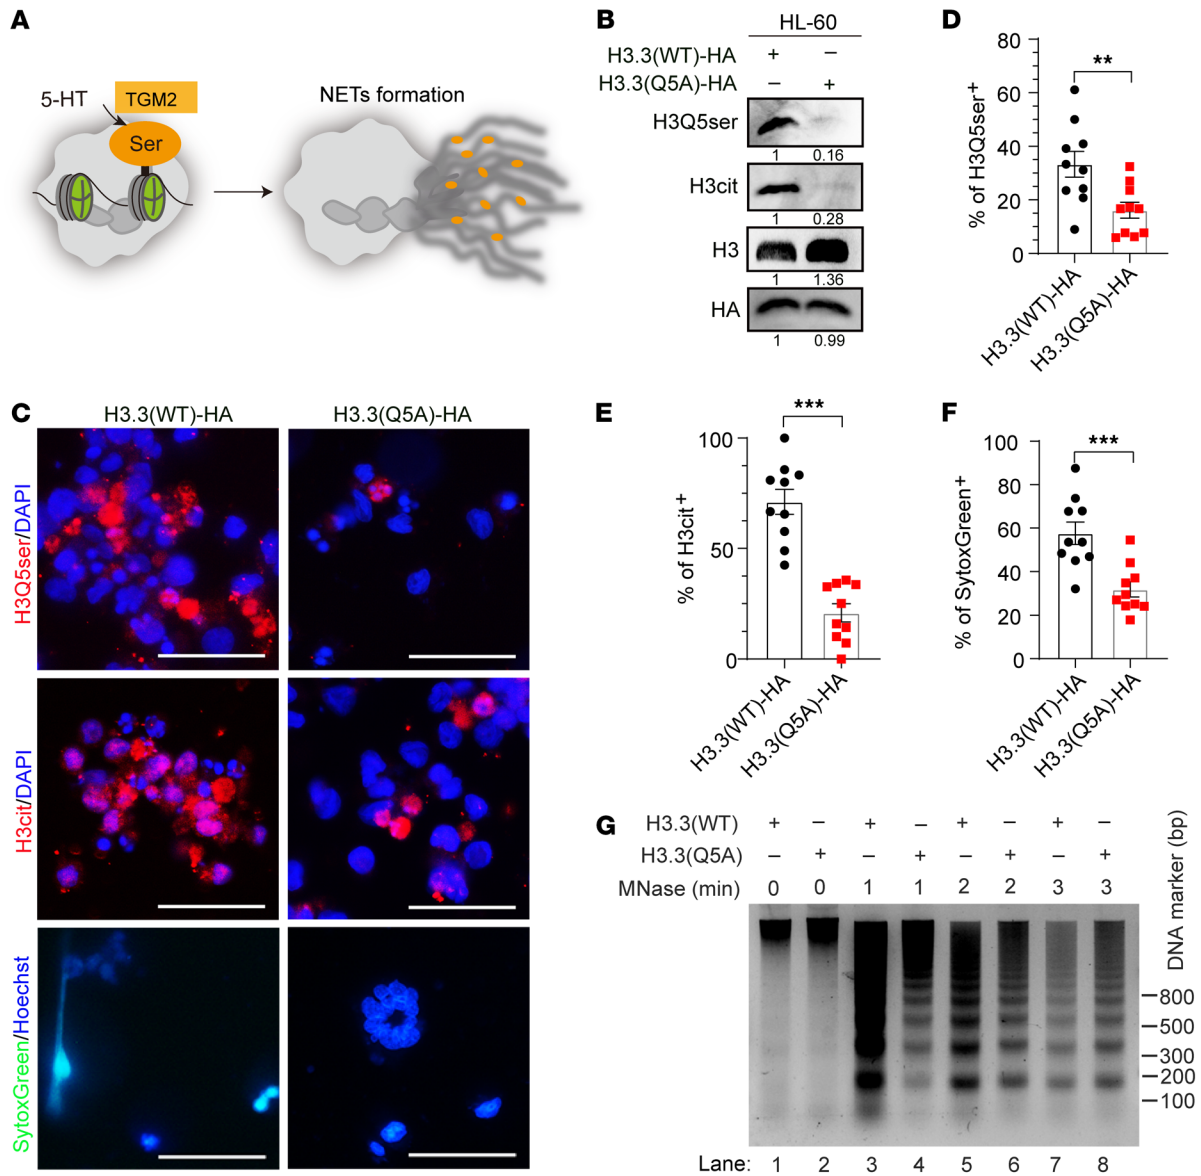 A
5-HT
TGM2
Ser
NETs formation
B
HL-60
H3.3(WT)-HA + –
H3.3(Q5A)-HA – +
H3Q5ser
1 0.16
H3cit
1 0.28
H3
1 1.36
HA
1 0.99
D
% of H3Q5ser+
80
60
40
20
0
**
H3.3(WT)-HA
H3.3(Q5A)-HA
C
H3.3(WT)-HA H3.3(Q5A)-HA
H3Q5ser/DAPI
H3cit/DAPI
SytoxGreen/Hoechst
E
% of H3cit+
100
50
0
***
H3.3(WT)-HA
H3.3(Q5A)-HA
F
% of SytoxGreen+
100
80
60
40
20
0
***
H3.3(WT)-HA
H3.3(Q5A)-HA
G
H3.3(WT) + – + – + – + –
H3.3(Q5A) – + – + – + – +
MNase (min) 0 0 1 1 2 2 3 3
DNA marker (bp)
800
500
300
200
100
Lane: 1 2 3 4 5 6 7 8